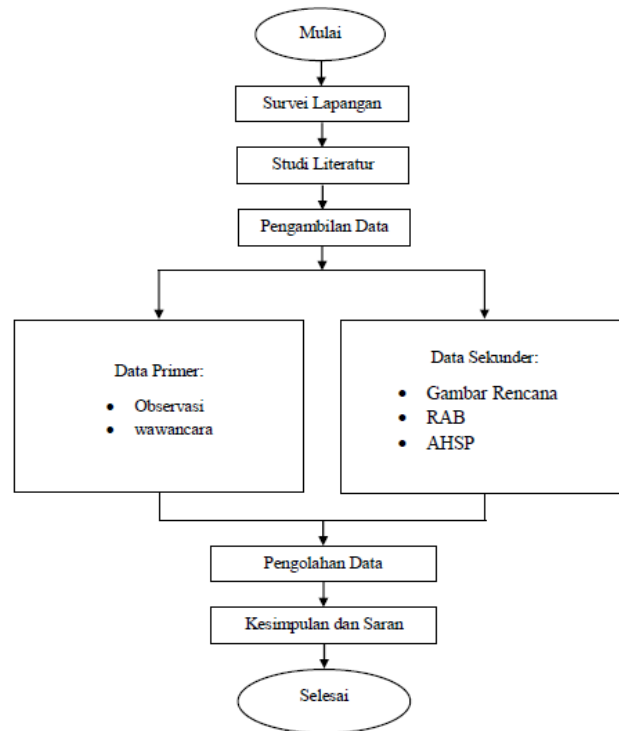 Mulai
Survei Lapangan
Studi Literatur
Pengambilan Data
Data Primer:
• Observasi
• wawancara
Data Sekunder:
• Gambar Rencana
• RAB
• AHSP
Pengolahan Data
Kesimpulan dan Saran
Selesai